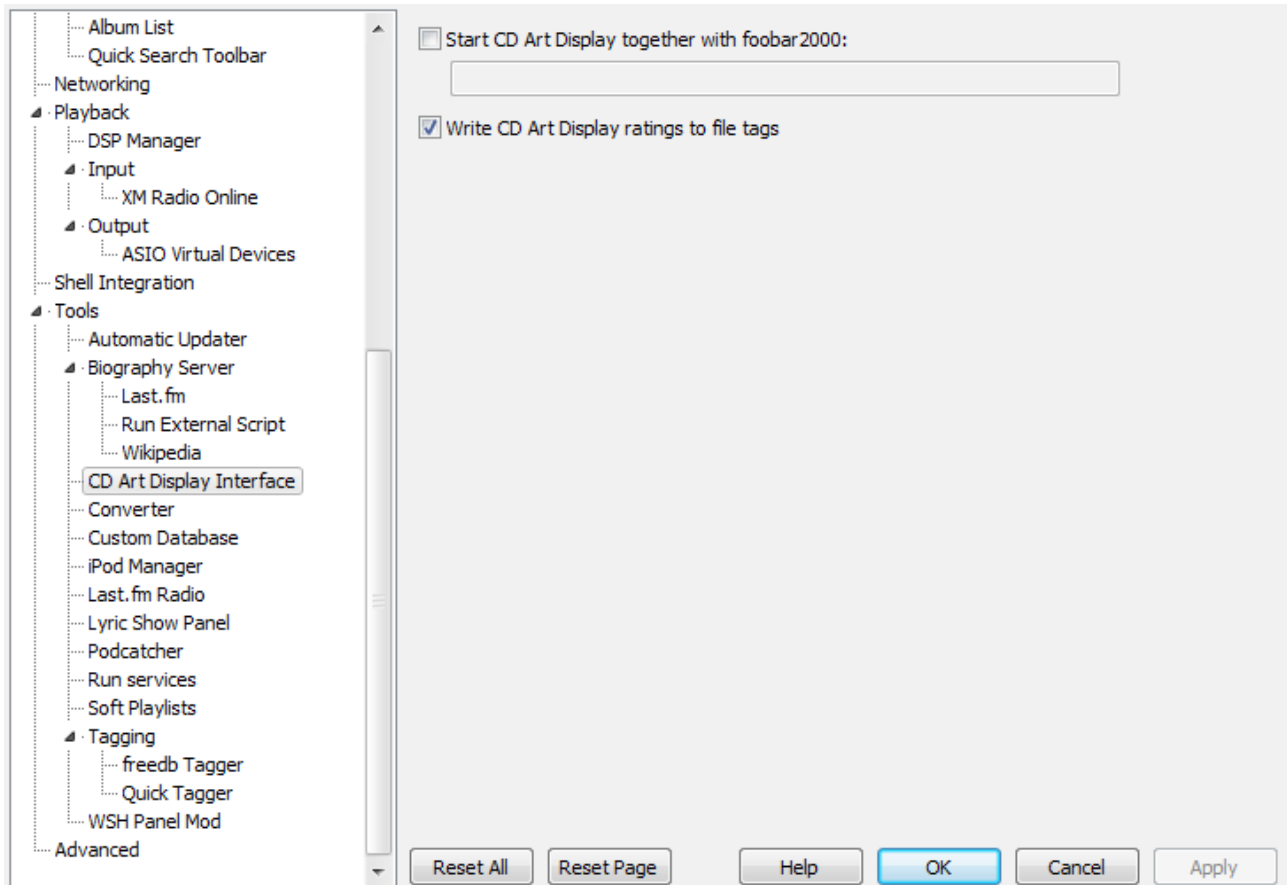 Album List
Quick Search Toolbar
Networking
Playback
DSP Manager
Input
XM Radio Online
Output
ASIO Virtual Devices
Shell Integration
Tools
Automatic Updater
Biography Server
Last.fm
Run External Script
Wikipedia
CD Art Display Interface
Converter
Custom Database
iPod Manager
Last.fm Radio
Lyric Show Panel
Podcatcher
Run services
Soft Playlists
Tagging
freedb Tagger
Quick Tagger
WSH Panel Mod
Advanced
Start CD Art Display together with foobar2000:
Write CD Art Display ratings to file tags
Reset All Reset Page Help OK Cancel Apply